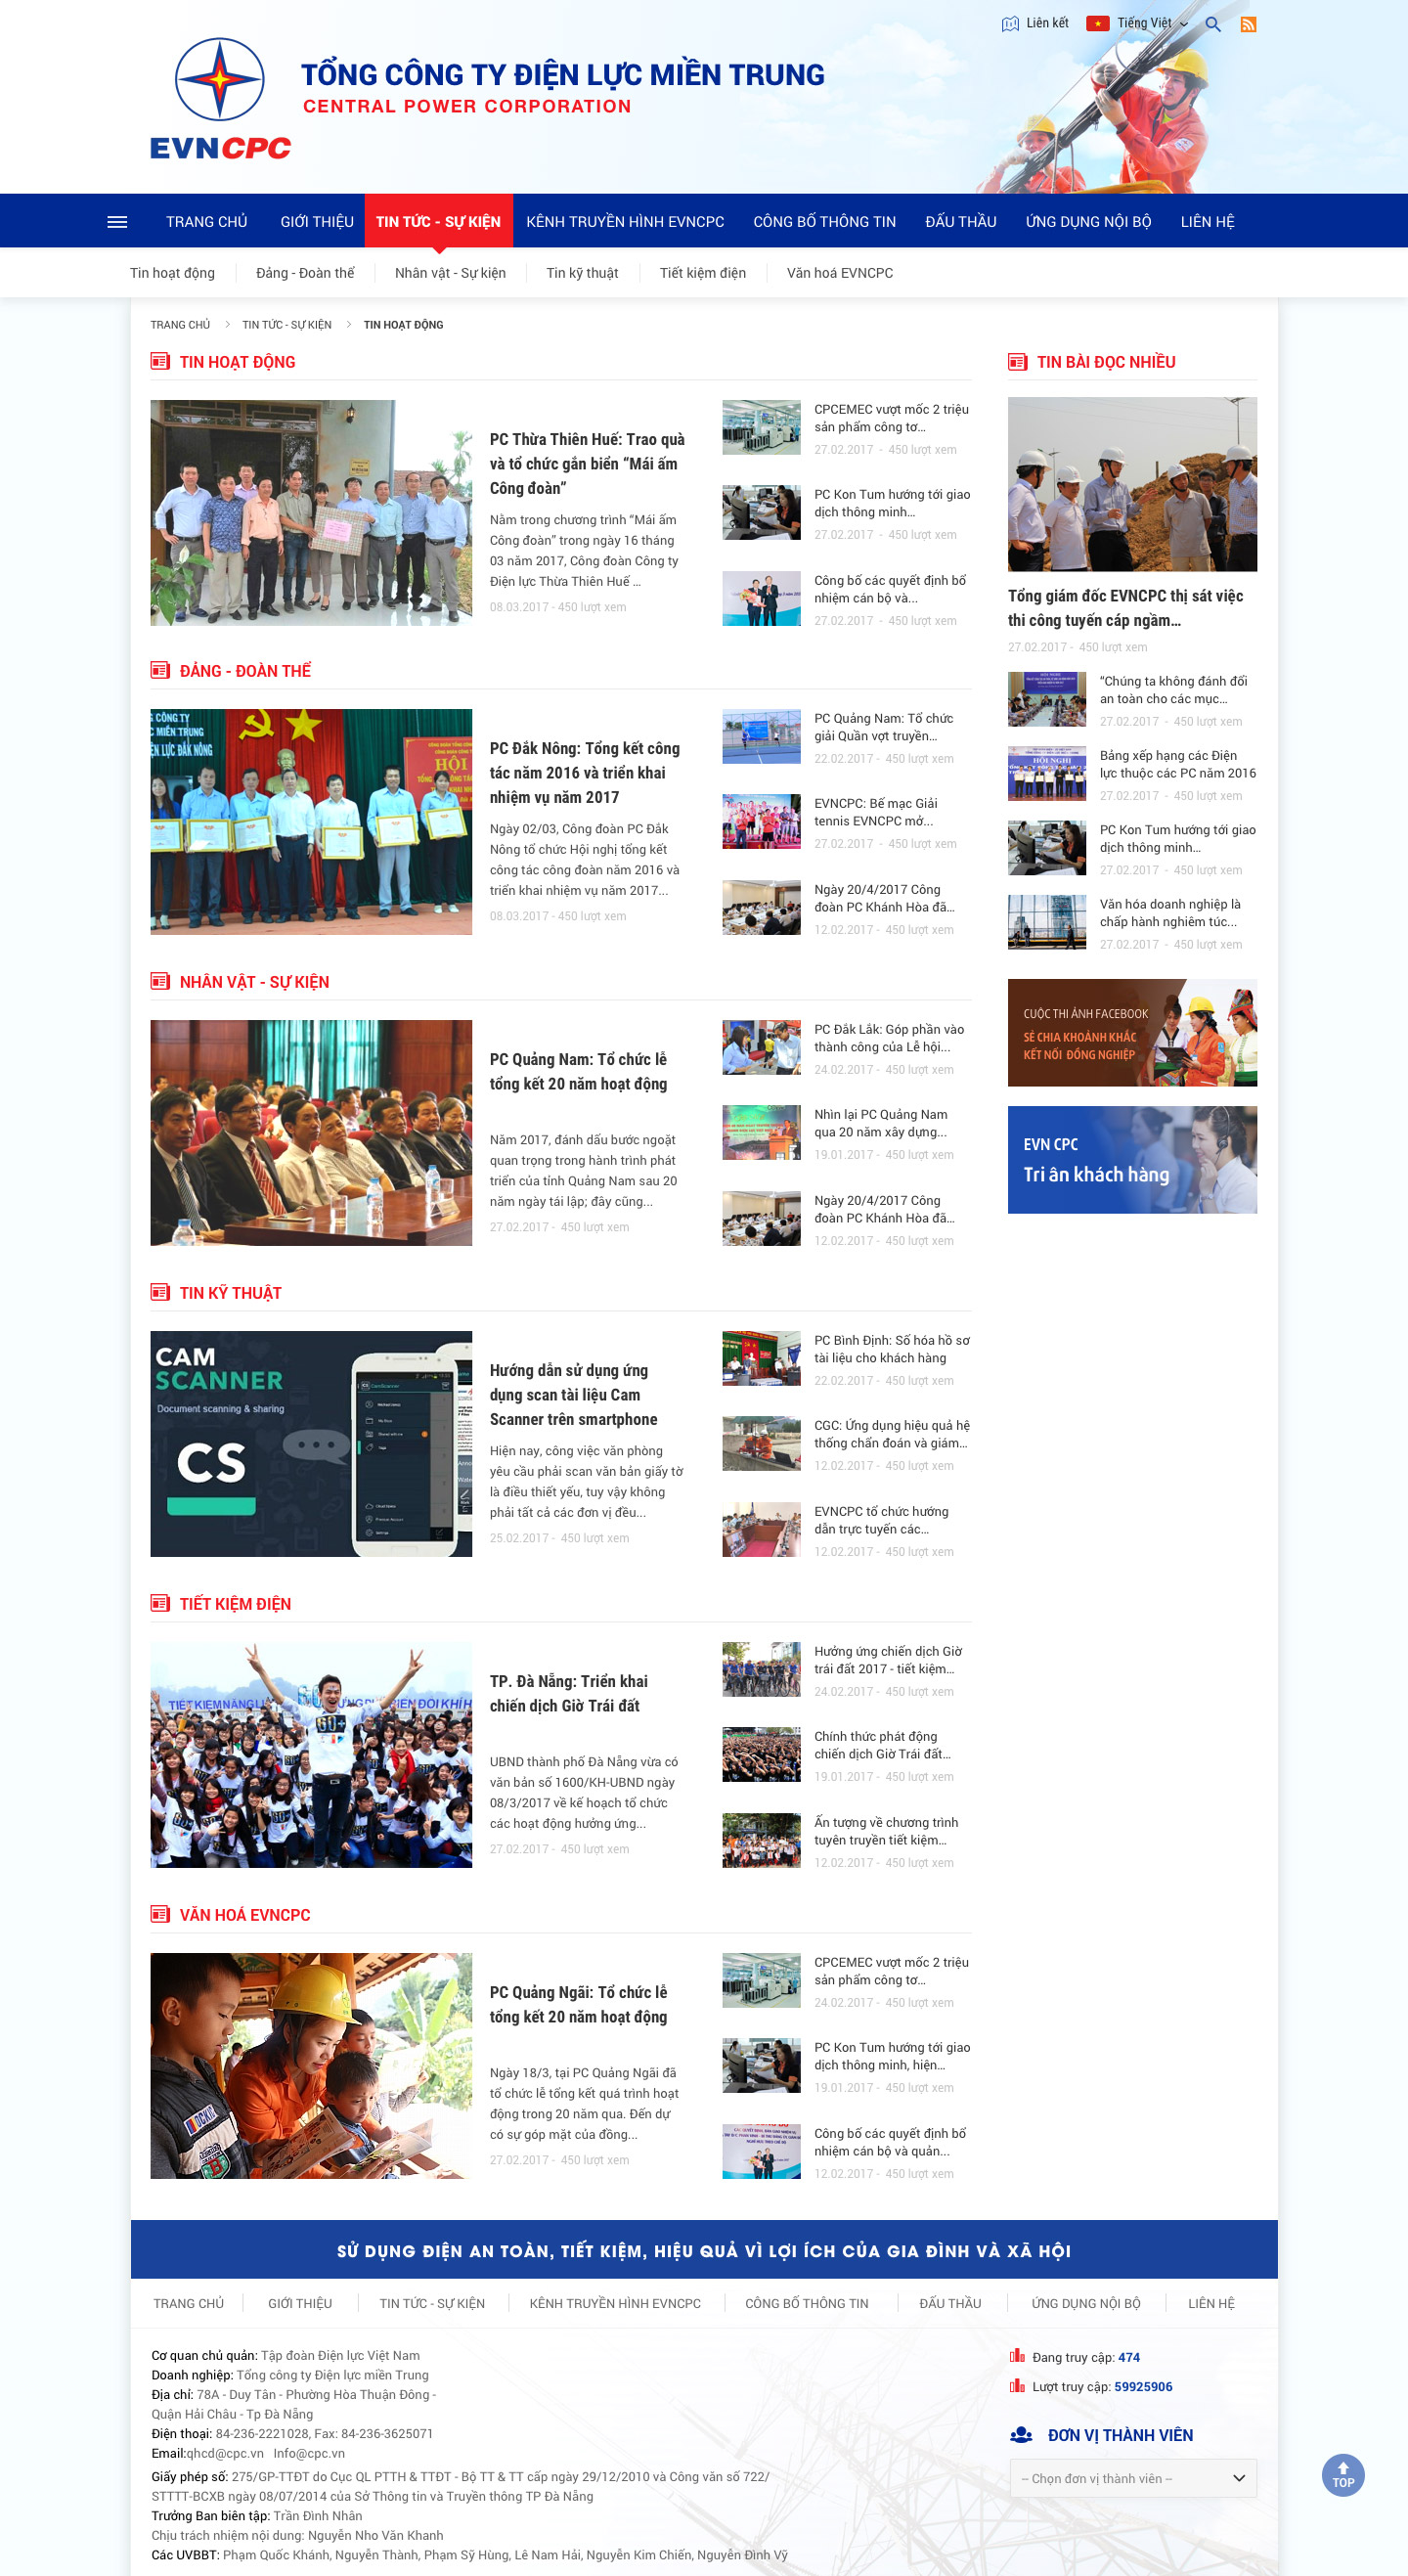 Liên kết
Tiếng Việt
TỔNG CÔNG TY ĐIỆN LỰC MIỀN TRUNG
CENTRAL POWER CORPORATION
EVNCPC
TRANG CHỦ
GIỚI THIỆU
TIN TỨC - SỰ KIỆN
KÊNH TRUYỀN HÌNH EVNCPC
CÔNG BỐ THÔNG TIN
ĐẤU THẦU
ỨNG DỤNG NỘI BỘ
LIÊN HỆ
Tin hoạt động
Đảng - Đoàn thể
Nhân vật - Sự kiện
Tin kỹ thuật
Tiết kiệm điện
Văn hoá EVNCPC
TRANG CHỦ > TIN TỨC - SỰ KIỆN > TIN HOẠT ĐỘNG
TIN HOẠT ĐỘNG
PC Thừa Thiên Huế: Trao quà
và tổ chức gắn biển “Mái ấm
Công đoàn”
Nằm trong chương trình “Mái ấm
Công đoàn” trong ngày 16 tháng
03 năm 2017, Công đoàn Công ty
Điện lực Thừa Thiên Huế ...
08.03.2017 - 450 lượt xem
CPCEMEC vượt mốc 2 triệu
sản phẩm công tơ...
27.02.2017 - 450 lượt xem
PC Kon Tum hướng tới giao
dịch thông minh...
27.02.2017 - 450 lượt xem
Công bố các quyết định bổ
nhiệm cán bộ và...
27.02.2017 - 450 lượt xem
ĐẢNG - ĐOÀN THỂ
G CÔNG TY
C MIỀN TRUNG
IỆN LỰC ĐẮK NÔNG
HỘI
PC Đắk Nông: Tổng kết công
tác năm 2016 và triển khai
nhiệm vụ năm 2017
Ngày 02/03, Công đoàn PC Đắk
Nông tổ chức Hội nghị tổng kết
công tác công đoàn năm 2016 và
triển khai nhiệm vụ năm 2017...
08.03.2017 - 450 lượt xem
PC Quảng Nam: Tổ chức
giải Quần vợt truyền...
22.02.2017 - 450 lượt xem
EVNCPC: Bế mạc Giải
tennis EVNCPC mở...
27.02.2017 - 450 lượt xem
Ngày 20/4/2017 Công
đoàn PC Khánh Hòa đã...
12.02.2017 - 450 lượt xem
NHÂN VẬT - SỰ KIỆN
PC Quảng Nam: Tổ chức lễ
tổng kết 20 năm hoạt động
Năm 2017, đánh dấu bước ngoặt
quan trọng trong hành trình phát
triển của tỉnh Quảng Nam sau 20
năm ngày tái lập; đây cũng...
27.02.2017 - 450 lượt xem
PC Đắk Lắk: Góp phần vào
thành công của Lễ hội...
24.02.2017 - 450 lượt xem
Nhìn lại PC Quảng Nam
qua 20 năm xây dựng...
19.01.2017 - 450 lượt xem
Ngày 20/4/2017 Công
đoàn PC Khánh Hòa đã...
12.02.2017 - 450 lượt xem
TIN KỸ THUẬT
CAM
SCANNER
Document scanning & sharing
CS
CamScanner
Hướng dẫn sử dụng ứng
dụng scan tài liệu Cam
Scanner trên smartphone
Hiện nay, công việc văn phòng
yêu cầu phải scan văn bản giấy tờ
là điều thiết yếu, tuy vậy không
phải tất cả các đơn vị đều...
25.02.2017 - 450 lượt xem
PC Bình Định: Số hóa hồ sơ
tài liệu cho khách hàng
22.02.2017 - 450 lượt xem
CGC: Ứng dụng hiệu quả hệ
thống chẩn đoán và giám...
12.02.2017 - 450 lượt xem
EVNCPC tổ chức hướng
dẫn trực tuyến các...
12.02.2017 - 450 lượt xem
TIẾT KIỆM ĐIỆN
60+
TP. Đà Nẵng: Triển khai
chiến dịch Giờ Trái đất
UBND thành phố Đà Nẵng vừa có
văn bản số 1600/KH-UBND ngày
08/3/2017 về kế hoạch tổ chức
các hoạt động hưởng ứng...
27.02.2017 - 450 lượt xem
Hưởng ứng chiến dịch Giờ
trái đất 2017 - tiết kiệm...
24.02.2017 - 450 lượt xem
Chính thức phát động
chiến dịch Giờ Trái đất...
19.01.2017 - 450 lượt xem
Ấn tượng về chương trình
tuyên truyền tiết kiệm...
12.02.2017 - 450 lượt xem
VĂN HOÁ EVNCPC
PC Quảng Ngãi: Tổ chức lễ
tổng kết 20 năm hoạt động
Ngày 18/3, tại PC Quảng Ngãi đã
tổ chức lễ tổng kết quá trình hoạt
động trong 20 năm qua. Đến dự
có sự góp mặt của đồng...
27.02.2017 - 450 lượt xem
CPCEMEC vượt mốc 2 triệu
sản phẩm công tơ...
24.02.2017 - 450 lượt xem
PC Kon Tum hướng tới giao
dịch thông minh, hiện...
19.01.2017 - 450 lượt xem
Công bố các quyết định bổ
nhiệm cán bộ và quản...
12.02.2017 - 450 lượt xem
TIN BÀI ĐỌC NHIỀU
Tổng giám đốc EVNCPC thị sát việc
thi công tuyến cáp ngầm...
27.02.2017 - 450 lượt xem
“Chúng ta không đánh đổi
an toàn cho các mục...
27.02.2017 - 450 lượt xem
HỘI NGHỊ
Bảng xếp hạng các Điện
lực thuộc các PC năm 2016
27.02.2017 - 450 lượt xem
PC Kon Tum hướng tới giao
dịch thông minh...
27.02.2017 - 450 lượt xem
Văn hóa doanh nghiệp là
chấp hành nghiêm túc...
27.02.2017 - 450 lượt xem
CUỘC THI ẢNH FACEBOOK
SẺ CHIA KHOẢNH KHẮC
KẾT NỐI ĐỒNG NGHIỆP
EVN CPC
Tri ân khách hàng
SỬ DỤNG ĐIỆN AN TOÀN, TIẾT KIỆM, HIỆU QUẢ VÌ LỢI ÍCH CỦA GIA ĐÌNH VÀ XÃ HỘI
TRANG CHỦ
GIỚI THIỆU
TIN TỨC - SỰ KIỆN
KÊNH TRUYỀN HÌNH EVNCPC
CÔNG BỐ THÔNG TIN
ĐẤU THẦU
ỨNG DỤNG NỘI BỘ
LIÊN HỆ
Cơ quan chủ quản: Tập đoàn Điện lực Việt Nam
Doanh nghiệp: Tổng công ty Điện lực miền Trung
Địa chỉ: 78A - Duy Tân - Phường Hòa Thuận Đông -
Quận Hải Châu - Tp Đà Nẵng
Điện thoại: 84-236-2221028, Fax: 84-236-3625071
Email:qhcd@cpc.vn Info@cpc.vn
Giấy phép số: 275/GP-TTĐT do Cục QL PTTH & TTĐT - Bộ TT & TT cấp ngày 29/12/2010 và Công văn số 722/
STTTT-BCXB ngày 08/07/2014 của Sở Thông tin và Truyền thông TP Đà Nẵng
Trưởng Ban biên tập: Trần Đình Nhân
Chịu trách nhiệm nội dung: Nguyễn Nho Văn Khanh
Các UVBBT: Phạm Quốc Khánh, Nguyễn Thành, Phạm Sỹ Hùng, Lê Nam Hải, Nguyễn Kim Chiến, Nguyễn Đình Vỹ
Đang truy cập: 474
Lượt truy cập: 59925906
ĐƠN VỊ THÀNH VIÊN
-- Chọn đơn vị thành viên --
TOP